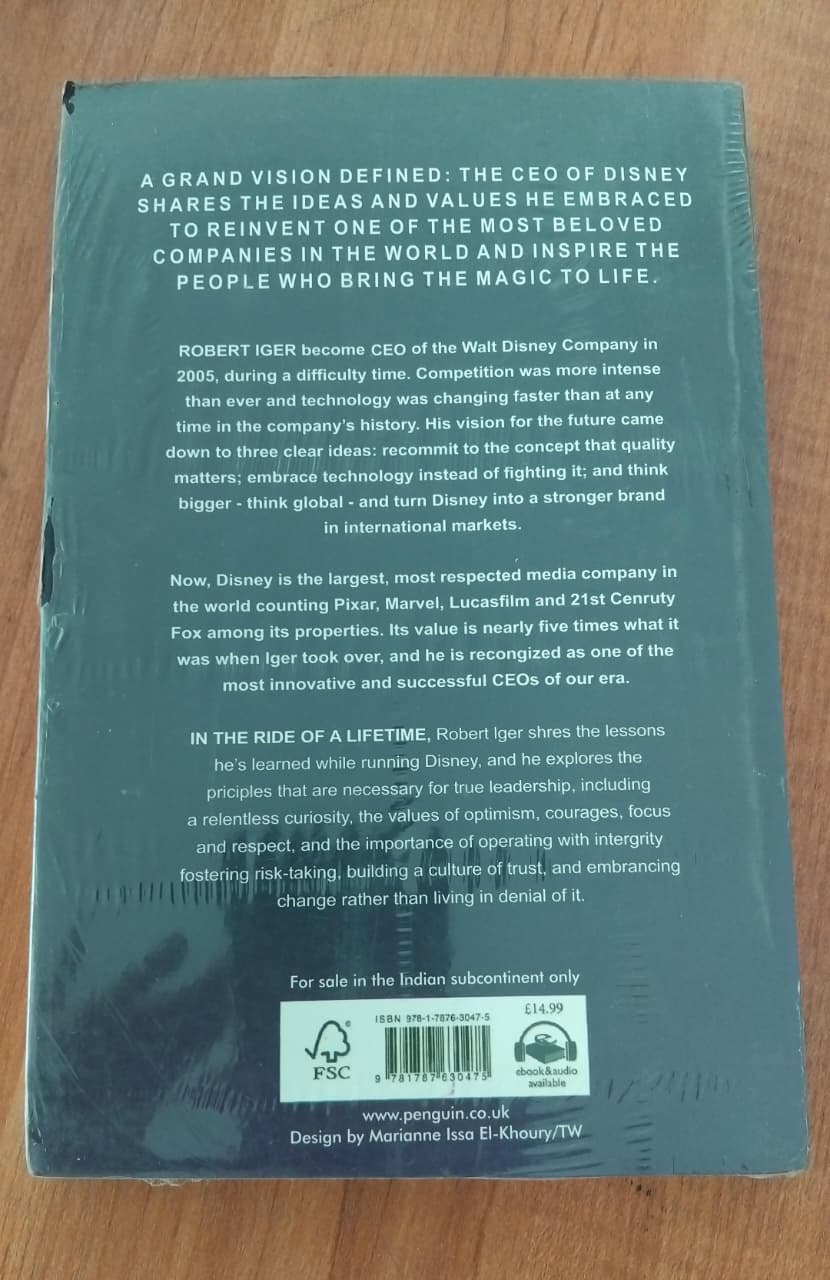 A GRAND VISION DEFINED: THE CEO OF DISNEY
SHARES THE IDEAS AND VALUES HE EMBRACED
TO REINVENT ONE OF THE MOST BELOVED
COMPANIES IN THE WORLD AND INSPIRE THE
PEOPLE WHO BRING THE MAGIC TO LIFE.
ROBERT IGER become CEO of the Walt Disney Company in
2005, during a difficulty time. Competition was more intense
than ever and technology was changing faster than at any
time in the company's history. His vision for the future came
down to three clear ideas: recommit to the concept that quality
matters; embrace technology instead of fighting it; and think
bigger - think global - and turn Disney into a stronger brand
in international markets.
Now, Disney is the largest, most respected media company in
the world counting Pixar, Marvel, Lucasfilm and 21st Cenruty
Fox among its properties. Its value is nearly five times what it
was when Iger took over, and he is recongized as one of the
most innovative and successful CEOs of our era.
IN THE RIDE OF A LIFETIME, Robert Iger shres the lessons
he's learned while running Disney, and he explores the
priciples that are necessary for true leadership, including
a relentless curiosity, the values of optimism, courages, focus
and respect, and the importance of operating with intergrity
fostering risk-taking, building a culture of trust, and embrancing
change rather than living in denial of it.
For sale in the Indian subcontinent only
FSC
ISBN 978-1-7876-3047-5
9 781787 630475
£14.99
ebook&audio
available
www.penguin.co.uk
Design by Marianne Issa El-Khoury/TW